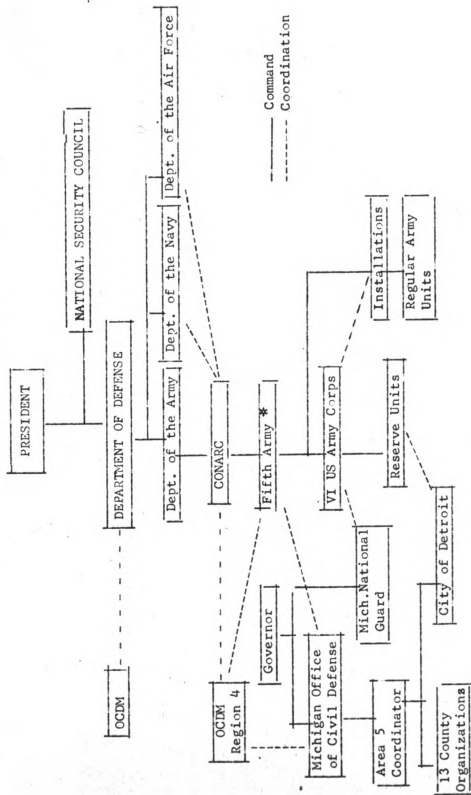 PRESIDENT
NATIONAL SECURITY COUNCIL
OCDM
DEPARTMENT OF DEFENSE
Dept. of the Army
Dept. of the Navy
Dept. of the Air Force
CONARC
OCDM
Region 4
Fifth Army *
Governor
Michigan Office
of Civil Defense
Mich.National
Guard
VI US Army Corps
Installations
Regular Army
Units
Area 5
Coordinator
Reserve Units
13 County
Organizations
City of Detroit
Command
Coordination